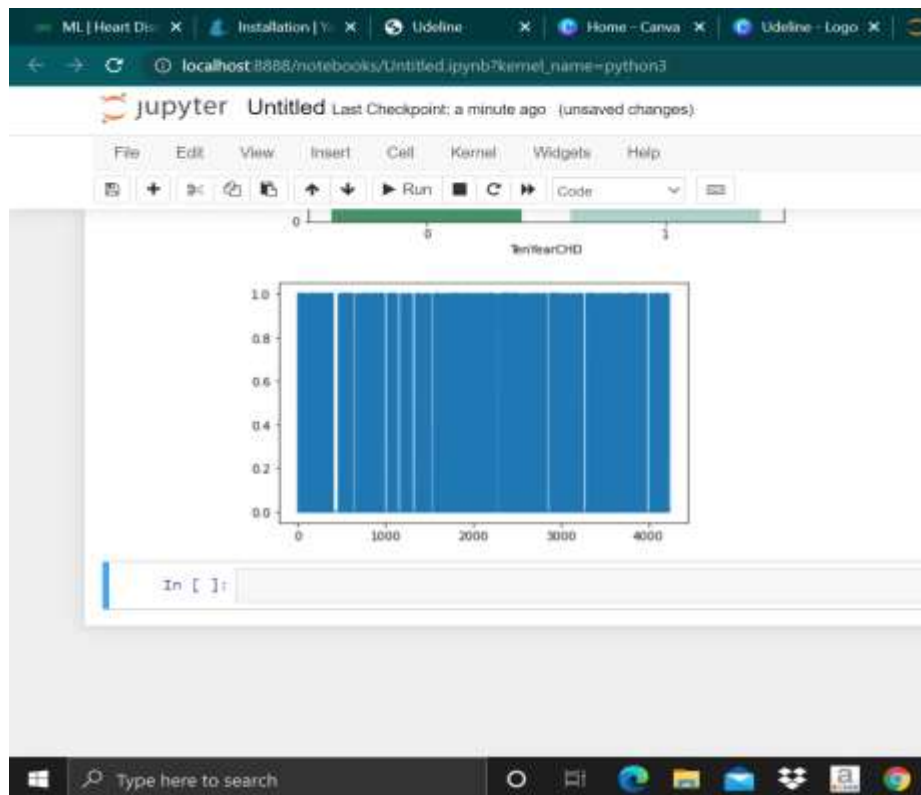 ML | Heart Dis
Installation | Y
Udeline
Home - Canva
Udeline - Logo
localhost:8888/notebooks/Untitled.ipynb?kernel_name=python3
jupyter Untitled Last Checkpoint: a minute ago (unsaved changes)
File Edit View Insert Cell Kernel Widgets Help
Run Code
0
0 1
TenYearCHD
1.0
0.8
0.6
0.4
0.2
0.0
0 1000 2000 3000 4000
In [ ]:
Type here to search
a